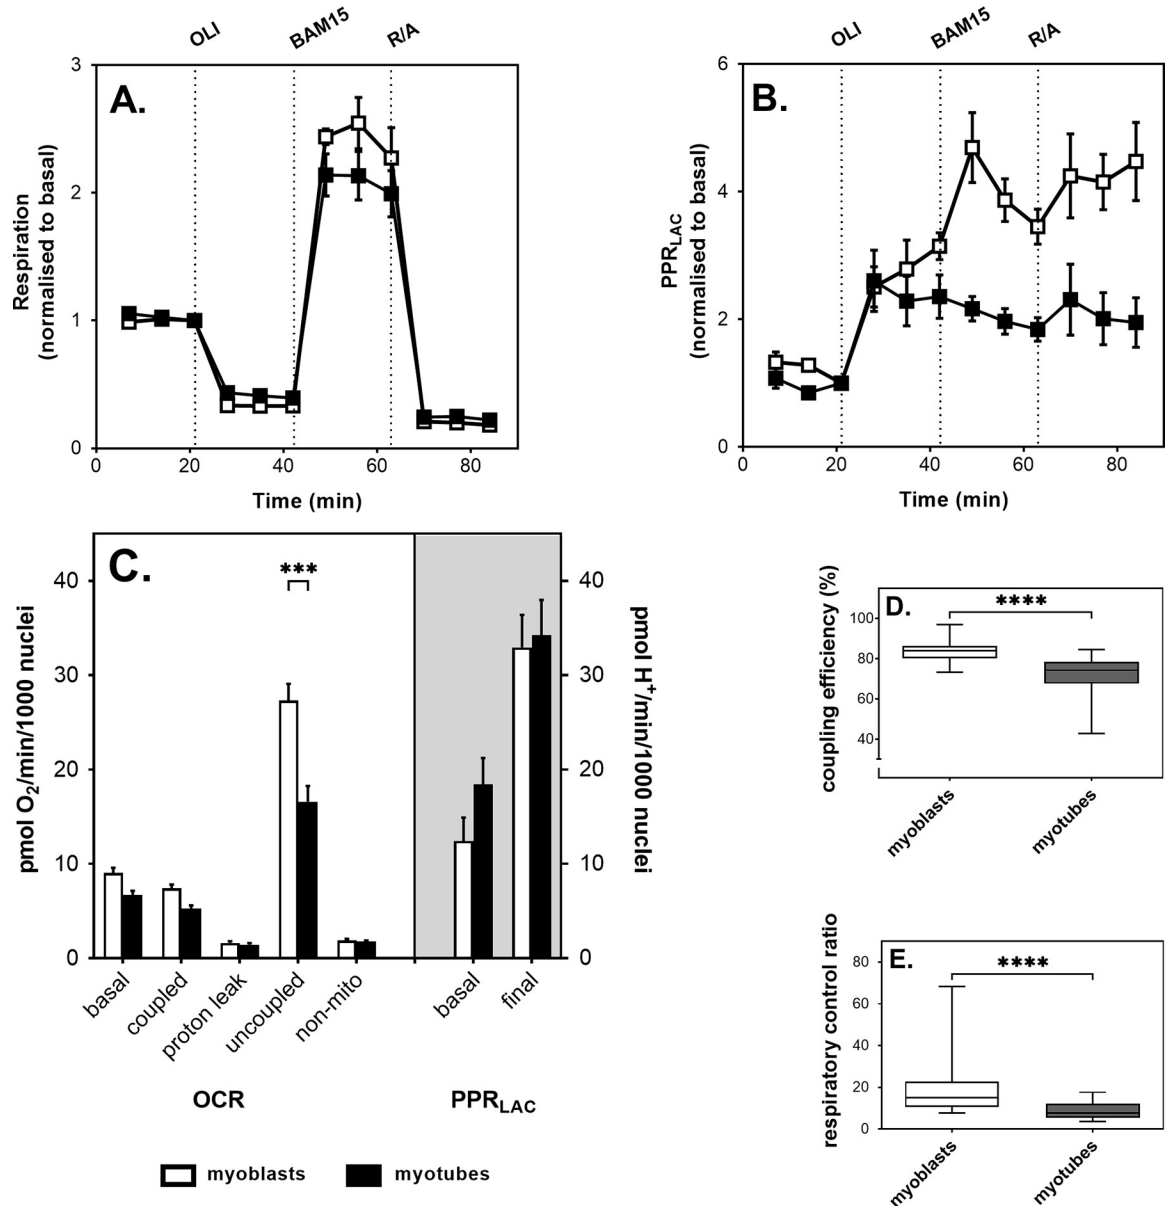 OLI BAM15 R/A
A.
3
2
1
0
0 20 40 60 80
Respiration
(normalised to basal)
Time (min)
OLI BAM15 R/A
B.
6
4
2
0
0 20 40 60 80
PPRLAC
(normalised to basal)
Time (min)
C.
***
40 40
30 30
20 20
10 10
0 0
pmol O2/min/1000 nuclei
pmol H+/min/1000 nuclei
basal coupled proton leak uncoupled non-mito basal final
OCR PPRLAC
myoblasts myotubes
D.
****
100
80
60
40
coupling efficiency (%)
myoblasts myotubes
E.
****
80
60
40
20
0
respiratory control ratio
myoblasts myotubes